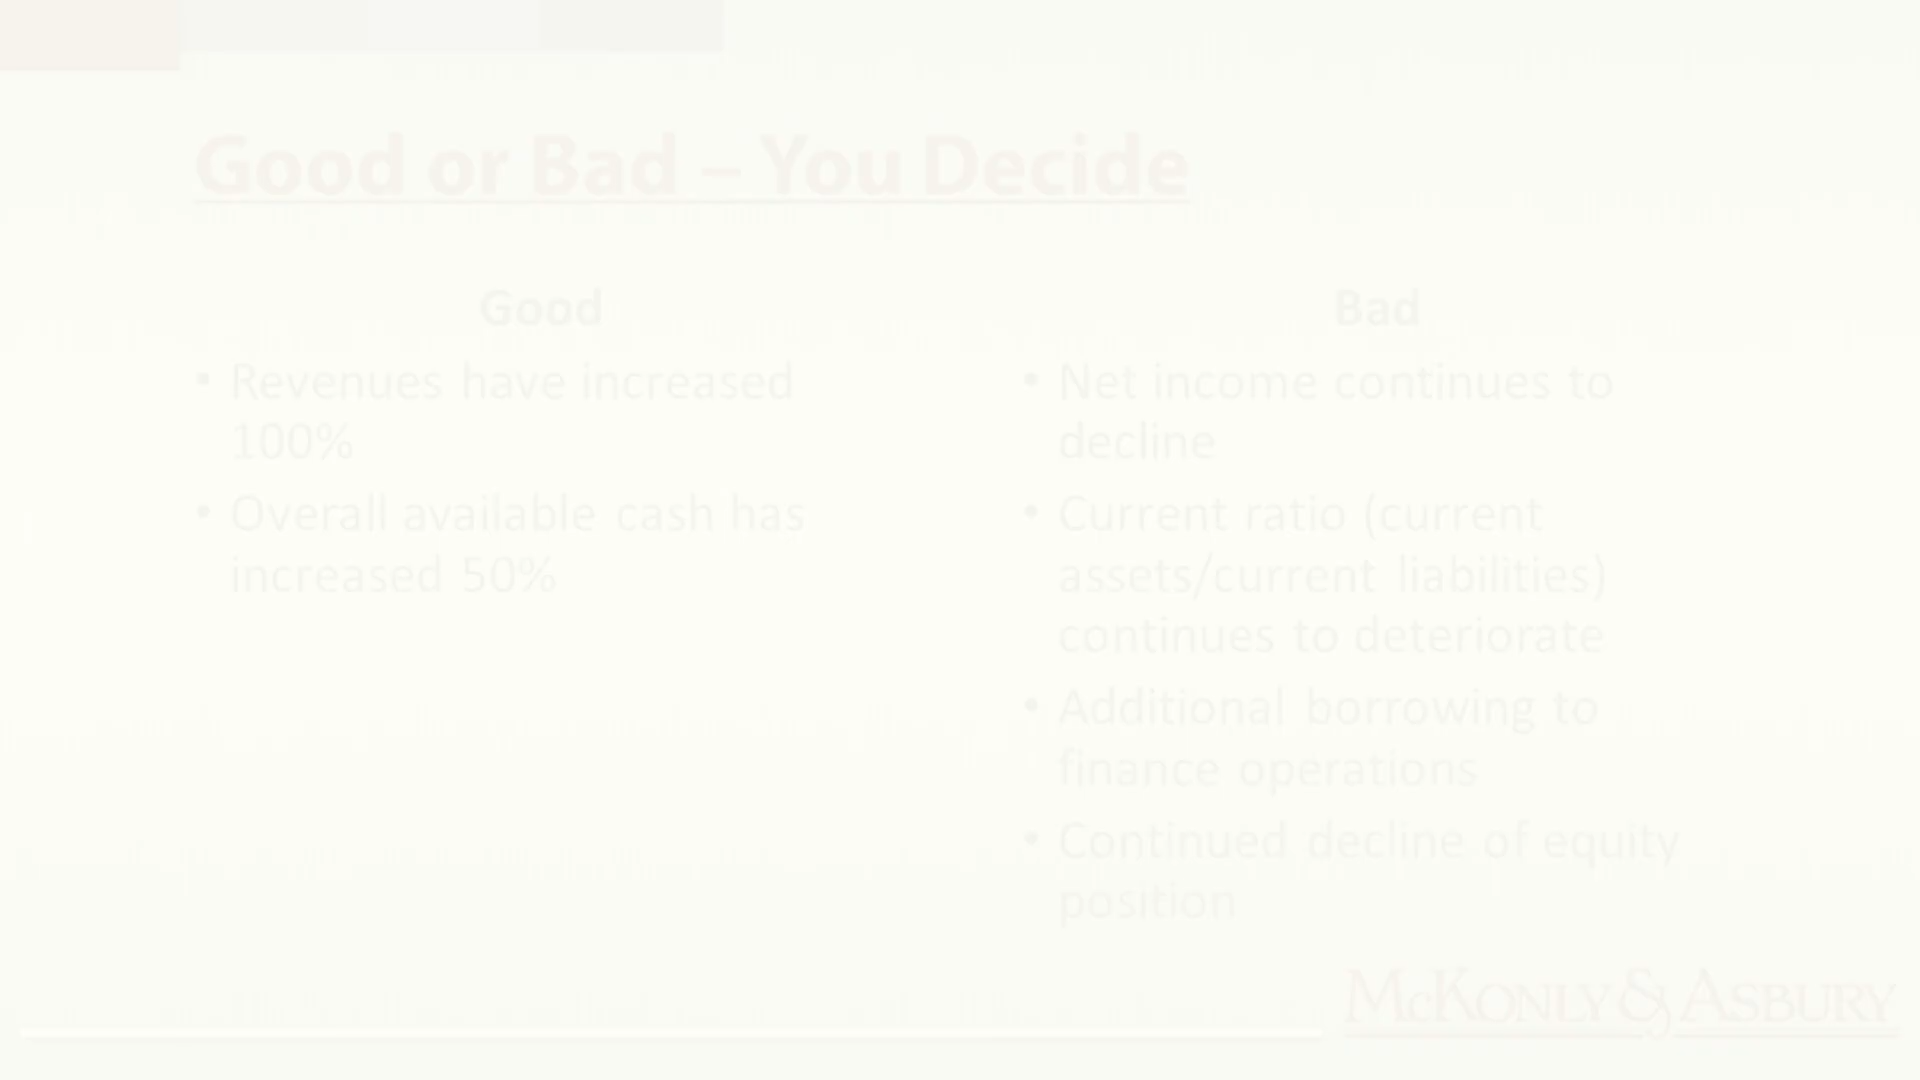 Good or Bad – You Decide
Good
• Revenues have increased
100%
• Overall available cash has
increased 50%
Bad
• Net income continues to
decline
• Current ratio (current
assets/current liabilities)
continues to deteriorate
• Additional borrowing to
finance operations
• Continued decline of equity
position
McKonly & Asbury